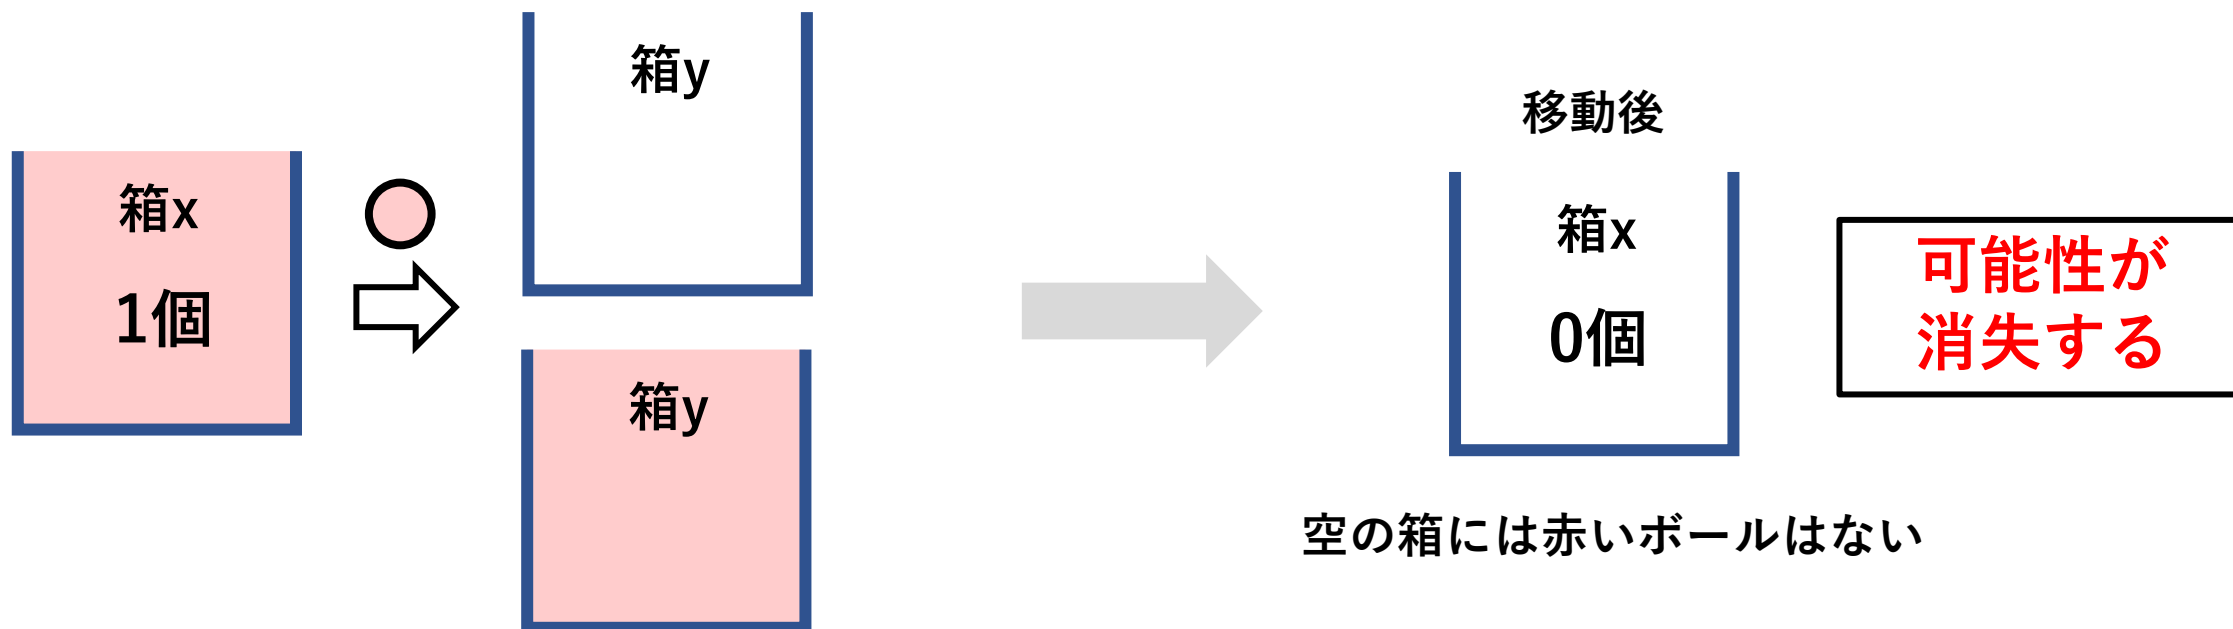 箱x
1個
箱y
箱y
移動後
箱x
0個
空の箱には赤いボールはない
可能性が
消失する